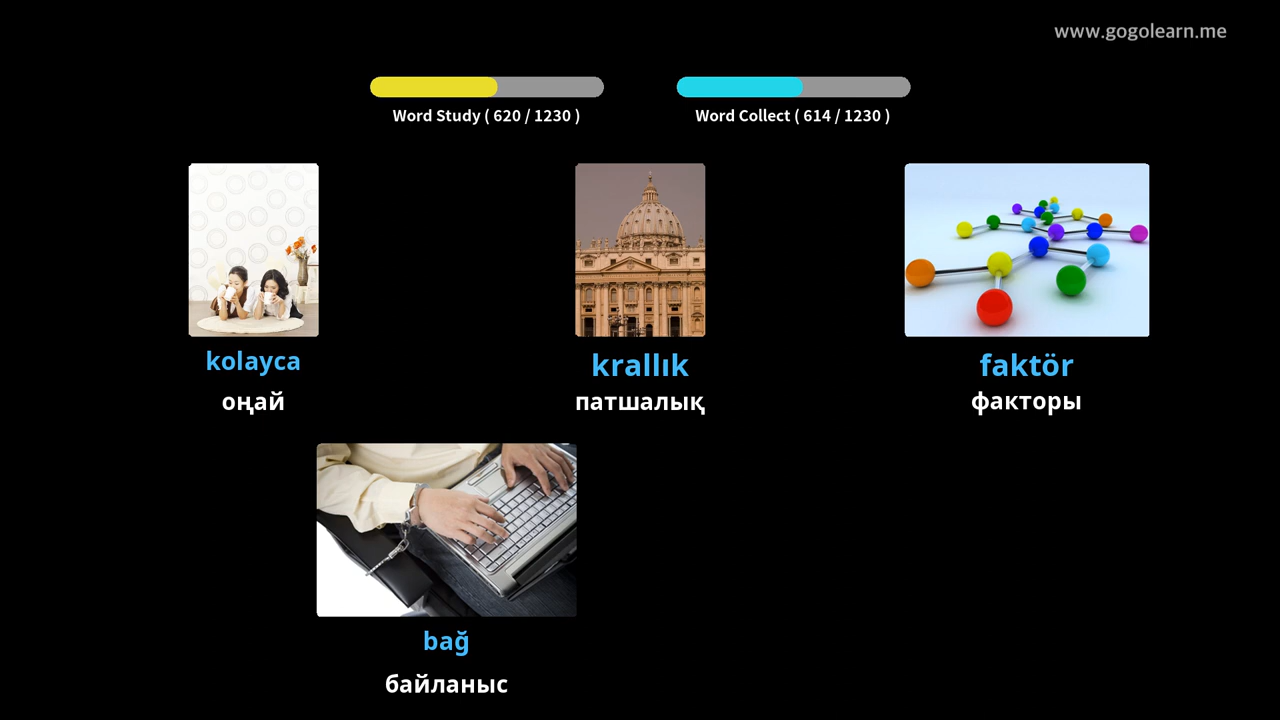 www.gogolearn.me
Word Study ( 620 / 1230 )
Word Collect ( 614 / 1230 )
kolayca
оңай
krallık
патшалық
faktör
факторы
bağ
байланыс